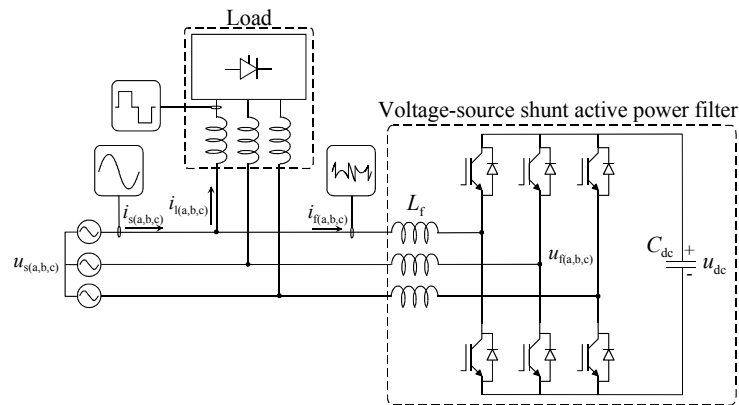 Load
Voltage-source shunt active power filter
i_s(a,b,c)
i_l(a,b,c)
i_f(a,b,c)
L_f
u_s(a,b,c)
u_f(a,b,c)
C_dc
+
-
u_dc